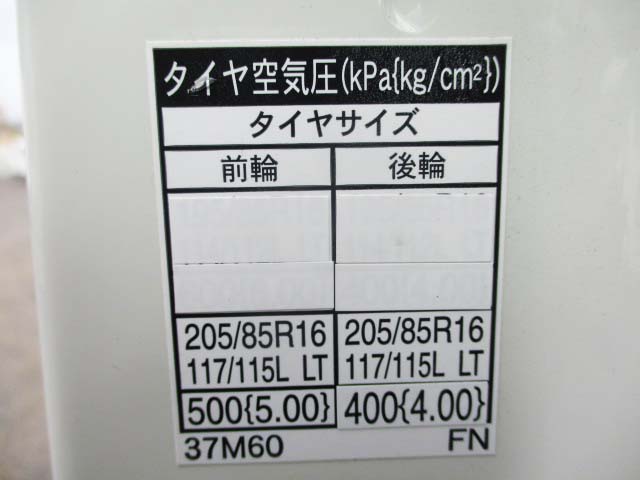 タイヤ空気圧(kPa{kg/cm²})
タイヤサイズ
前輪 後輪
205/85R16 205/85R16
117/115L LT 117/115L LT
500{5.00} 400{4.00}
37M60 FN